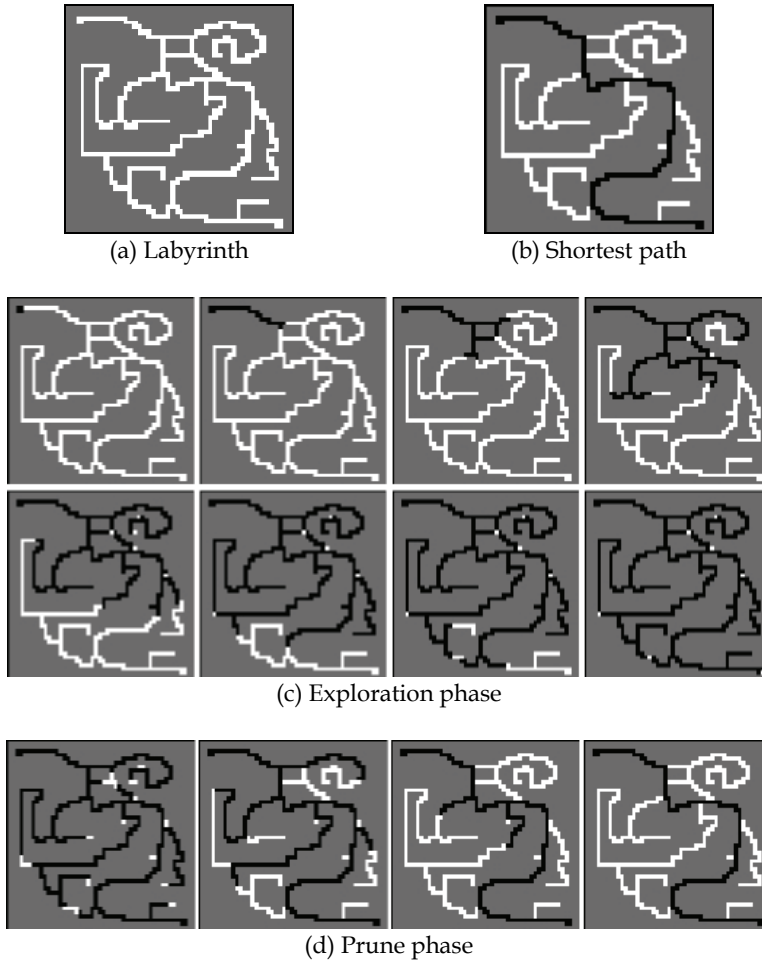 (a) Labyrinth
(b) Shortest path
(c) Exploration phase
(d) Prune phase